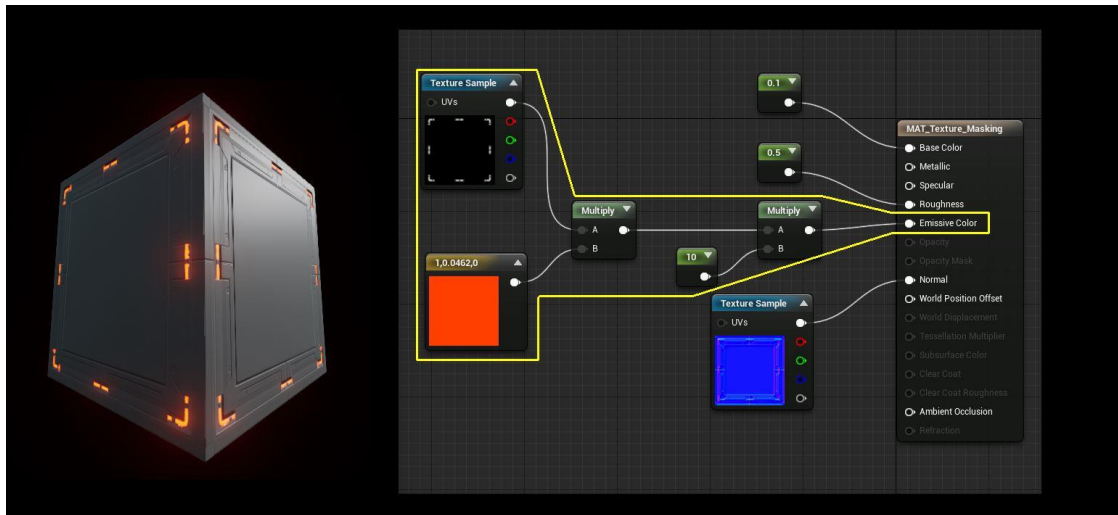 Texture Sample
UVs
Multiply
A
B
1,0.0462,0
0.1
0.5
Multiply
A
B
10
Texture Sample
UVs
MAT_Texture_Masking
Base Color
Metallic
Specular
Roughness
Emissive Color
Opacity
Opacity Mask
Normal
World Position Offset
World Displacement
Tessellation Multiplier
Subsurface Color
Clear Coat
Clear Coat Roughness
Ambient Occlusion
Refraction